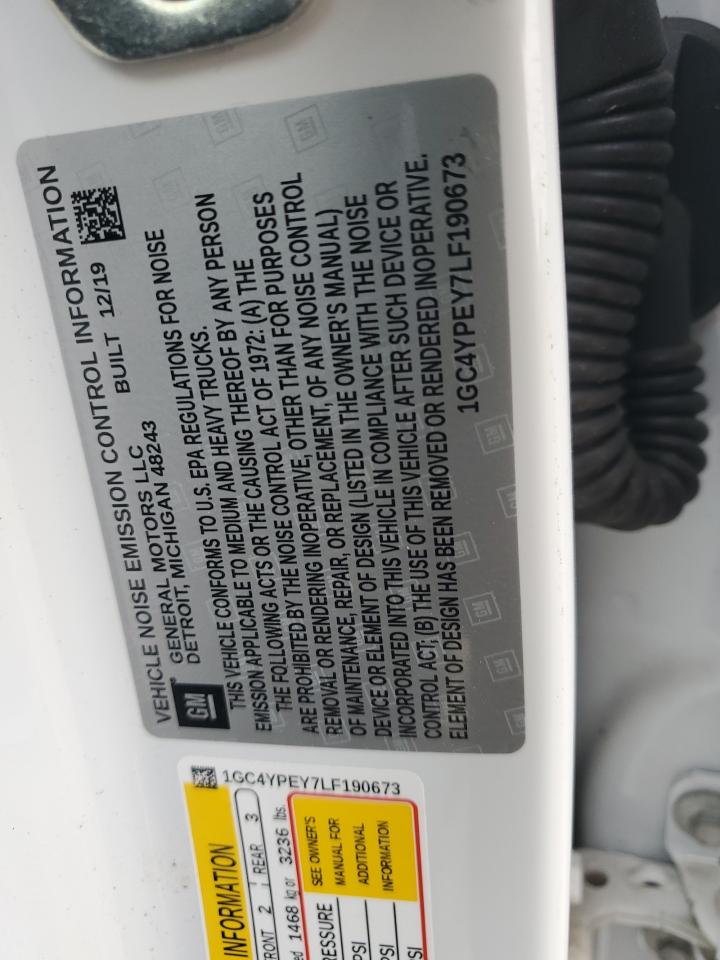 VEHICLE NOISE EMISSION CONTROL INFORMATION
GENERAL MOTORS LLC BUILT 12/19
DETROIT, MICHIGAN 48243
GM
THIS VEHICLE CONFORMS TO U.S. EPA REGULATIONS FOR NOISE
EMISSION APPLICABLE TO MEDIUM AND HEAVY TRUCKS.
THE FOLLOWING ACTS OR THE CAUSING THEREOF BY ANY PERSON
ARE PROHIBITED BY THE NOISE CONTROL ACT OF 1972: (A) THE
REMOVAL OR RENDERING INOPERATIVE, OTHER THAN FOR PURPOSES
OF MAINTENANCE, REPAIR, OR REPLACEMENT, OF ANY NOISE CONTROL
DEVICE OR ELEMENT OF DESIGN (LISTED IN THE OWNER'S MANUAL)
INCORPORATED INTO THIS VEHICLE IN COMPLIANCE WITH THE NOISE
CONTROL ACT; (B) THE USE OF THIS VEHICLE AFTER SUCH DEVICE OR
ELEMENT OF DESIGN HAS BEEN REMOVED OR RENDERED INOPERATIVE.
1GC4YPEY7LF190673
1GC4YPEY7LF190673
INFORMATION
FRONT 2 REAR 3
1468 kg or 3236 lbs.
SEE OWNER'S
MANUAL FOR
ADDITIONAL
INFORMATION
PSI
PSI